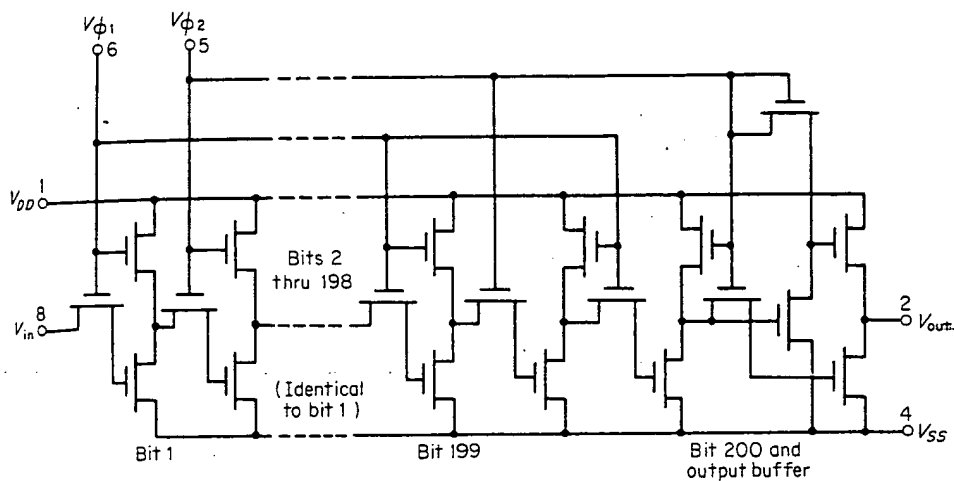 Vϕ1
Vϕ2
6
5
1
VDD
Bits 2
thru 198
8
Vin
2
Vout
(Identical
to bit 1)
4
VSS
Bit 1
Bit 199
Bit 200 and
output buffer